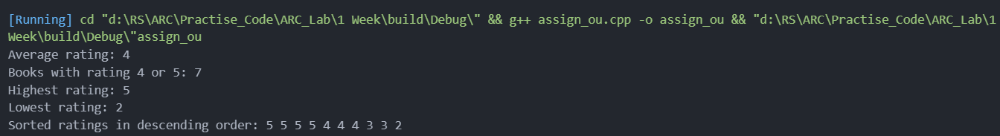 [Running] cd "d:\RS\ARC\Practise_Code\ARC_Lab\1 Week\build\Debug\" && g++ assign_ou.cpp -o assign_ou && "d:\RS\ARC\Practise_Code\ARC_Lab\1
Week\build\Debug\"assign_ou
Average rating: 4
Books with rating 4 or 5: 7
Highest rating: 5
Lowest rating: 2
Sorted ratings in descending order: 5 5 5 5 4 4 4 3 3 2